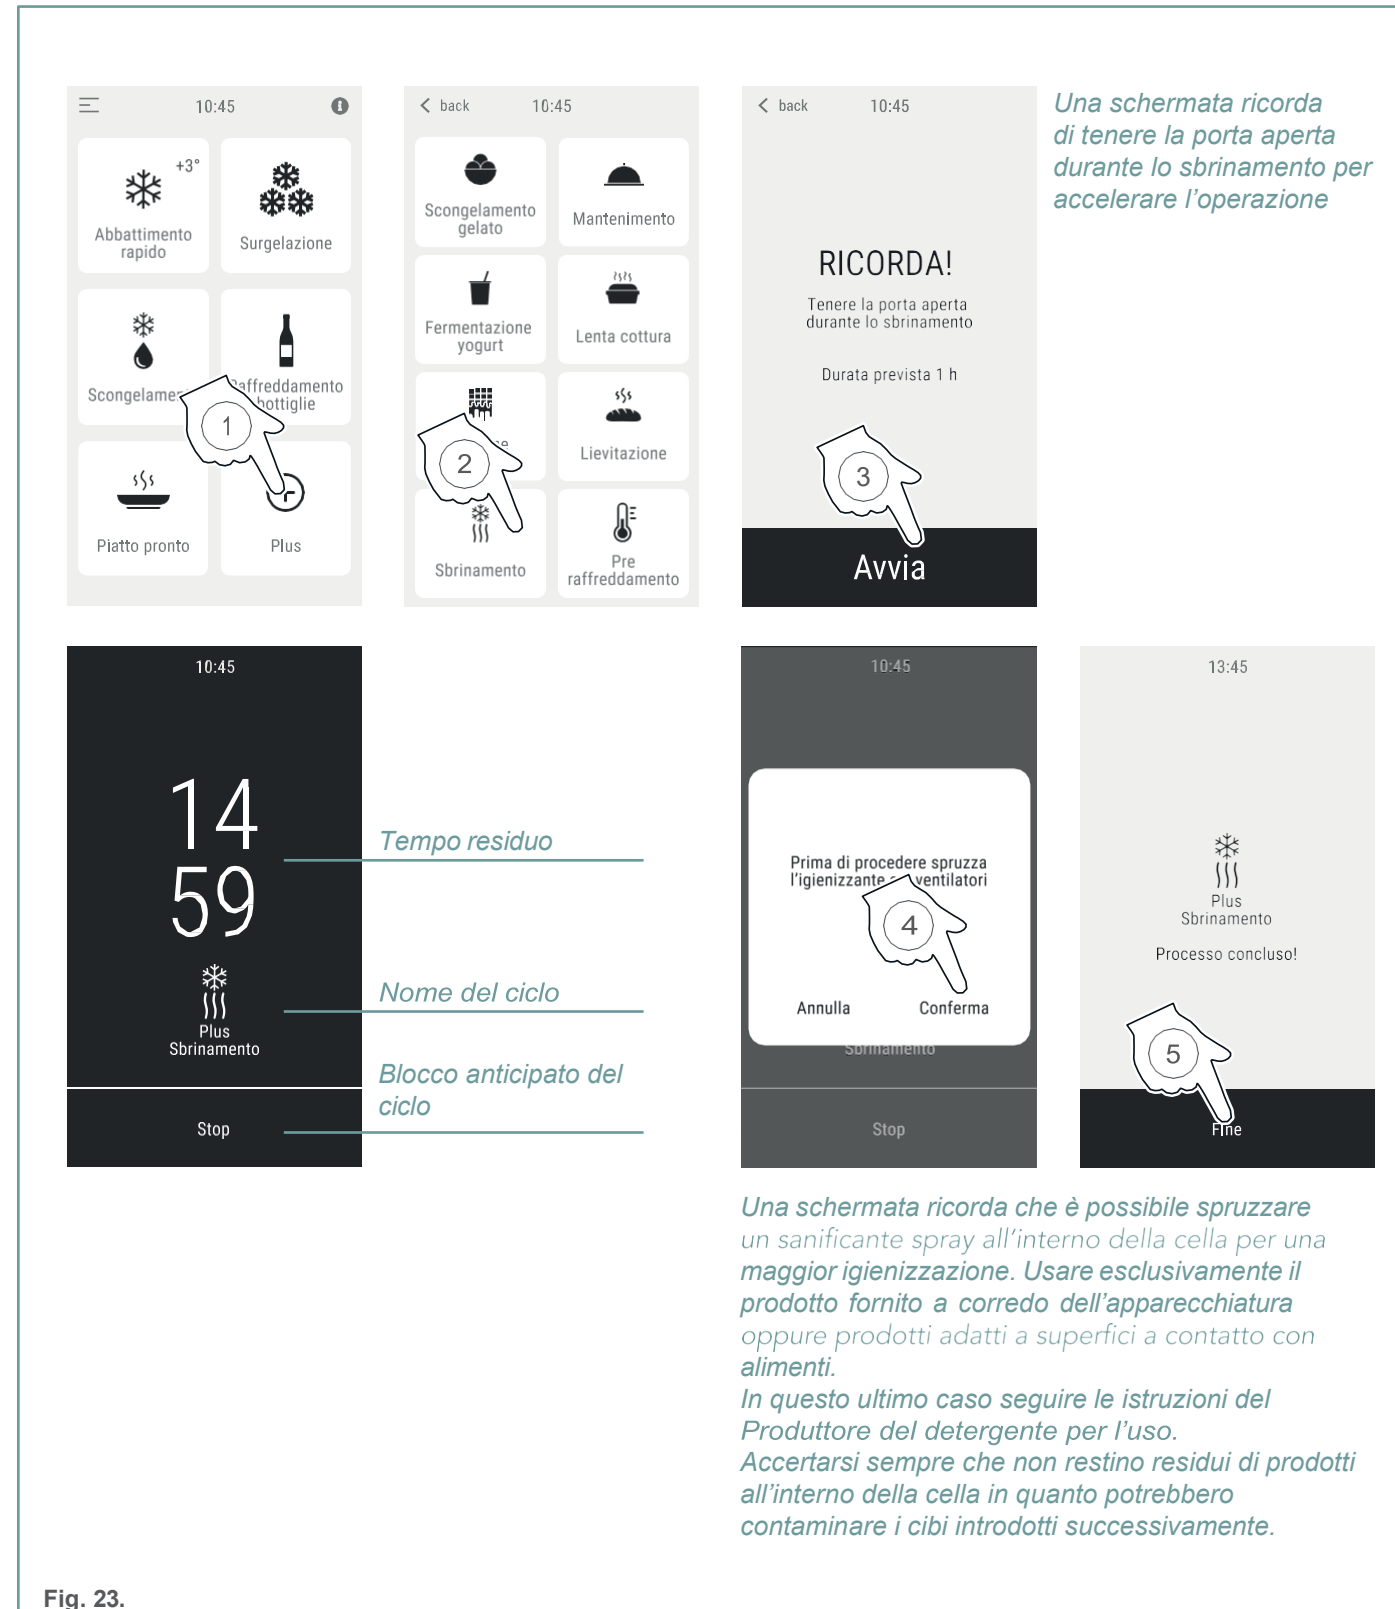 10:45
+3°
Abbattimento
rapido
Surgelazione
Scongelame
Raffreddamento
bottiglie
1
Piatto pronto
Plus
back
10:45
Scongelamento
gelato
Mantenimento
Fermentazione
yogurt
Lenta cottura
2
Lievitazione
Sbrinamento
Pre
raffreddamento
back
10:45
RICORDA!
Tenere la porta aperta
durante lo sbrinamento
Durata prevista 1 h
3
Avvia
Una schermata ricorda
di tenere la porta aperta
durante lo sbrinamento per
accelerare l'operazione
10:45
14
59
Plus
Sbrinamento
Stop
Tempo residuo
Nome del ciclo
Blocco anticipato del
ciclo
10:45
Prima di procedere spruzza
l'igienizzante ventilatori
4
Annulla
Conferma
Sbrinamento
Stop
13:45
Plus
Sbrinamento
Processo concluso!
5
Fine
Una schermata ricorda che è possibile spruzzare
un sanificante spray all'interno della cella per una
maggior igienizzazione. Usare esclusivamente il
prodotto fornito a corredo dell'apparecchiatura
oppure prodotti adatti a superfici a contatto con
alimenti.
In questo ultimo caso seguire le istruzioni del
Produttore del detergente per l'uso.
Accertarsi sempre che non restino residui di prodotti
all'interno della cella in quanto potrebbero
contaminare i cibi introdotti successivamente.
Fig. 23.